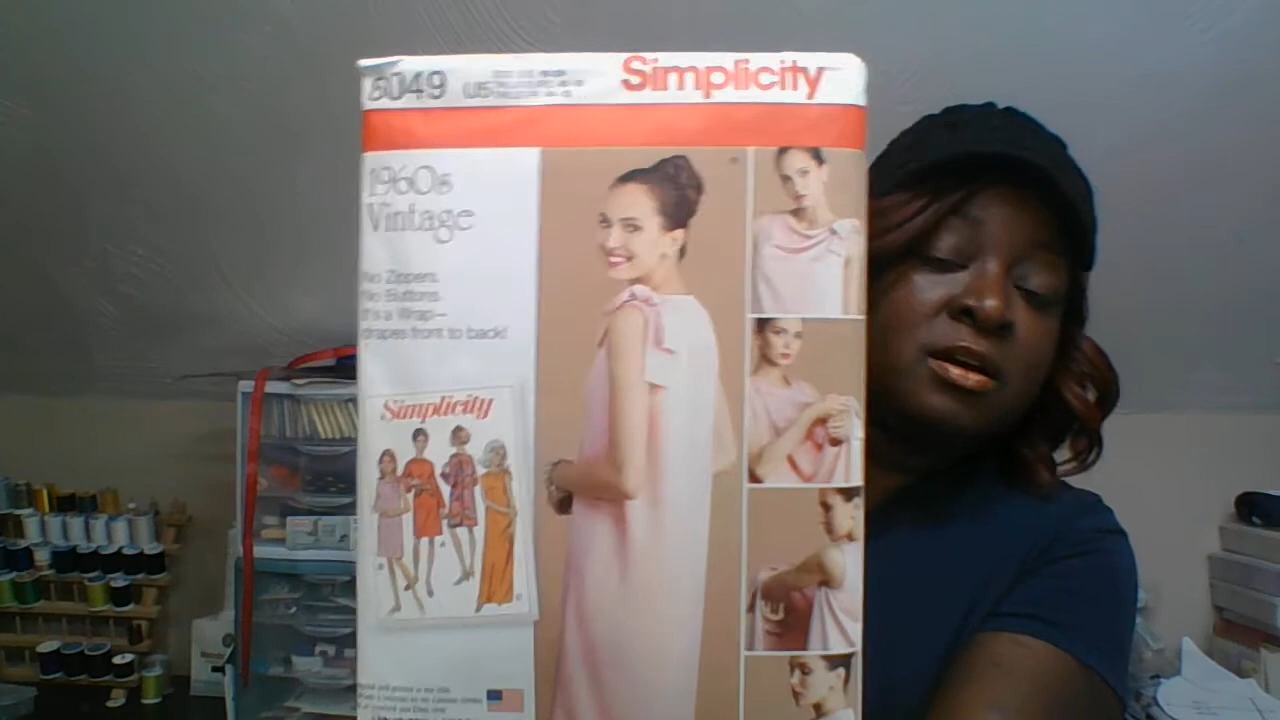 8049
US
Simplicity
1960s
Vintage
No Zippers
No Buttons
It's a Wrap–
drapes front to back!
Simplicity